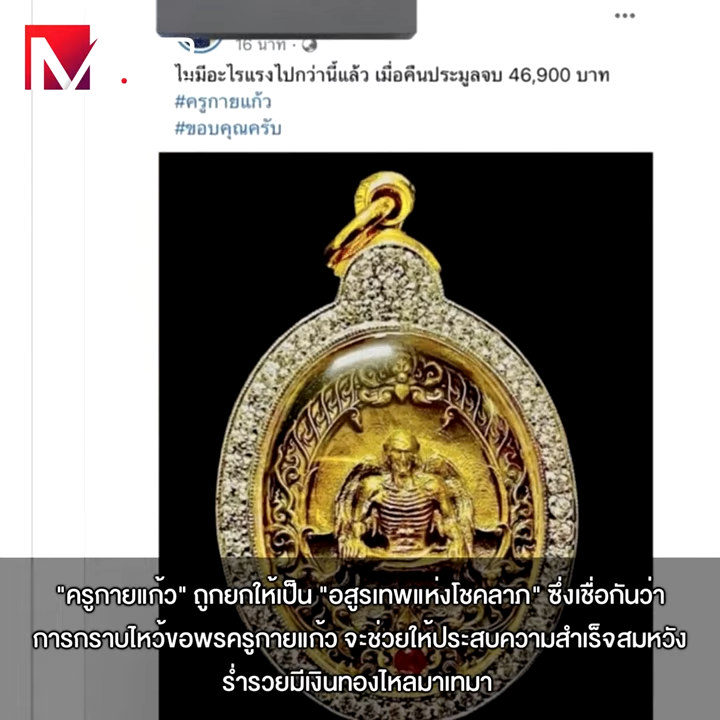 M
16 นาที ·
ไม่มีอะไรแรงไปกว่านี้แล้ว เมื่อคืนประมูลจบ 46,900 บาท
#ครูกายแก้ว
#ขอบคุณครับ
"ครูกายแก้ว" ถูกยกให้เป็น "อสูรเทพแห่งโชคลาภ" ซึ่งเชื่อกันว่า
การกราบไหว้ขอพรครูกายแก้ว จะช่วยให้ประสบความสำเร็จสมหวัง
ร่ำรวยมีเงินทองไหลมาเทมา